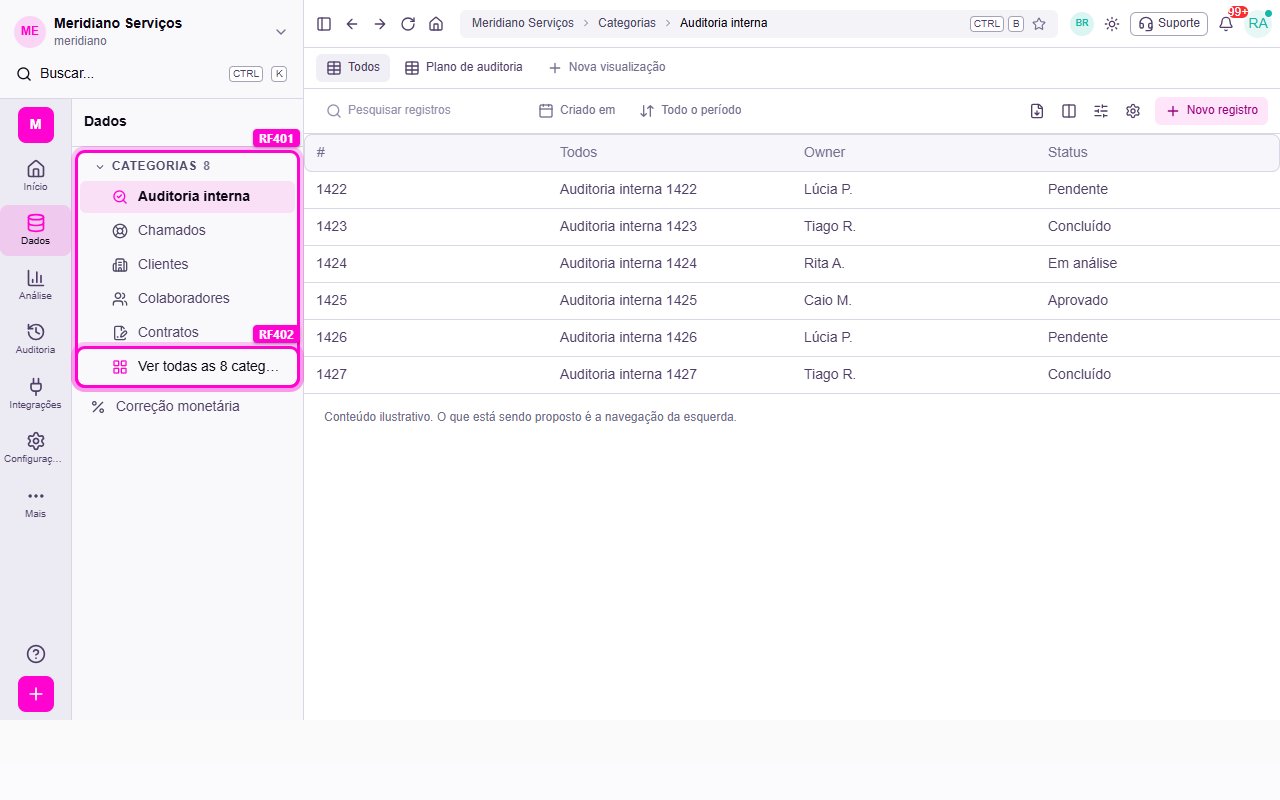 ME
Meridiano Serviços
meridiano
Buscar...
CTRL K
M
Início
Dados
Análise
Auditoria
Integrações
Configuraç...
Mais
Dados
RF401
CATEGORIAS 8
Auditoria interna
Chamados
Clientes
Colaboradores
Contratos
RF402
Ver todas as 8 categ...
Correção monetária
Meridiano Serviços > Categorias > Auditoria interna
CTRL B
BR
Suporte
99+
RA
Todos
Plano de auditoria
Nova visualização
Pesquisar registros
Criado em
Todo o período
Novo registro
# Todos Owner Status
1422 Auditoria interna 1422 Lúcia P. Pendente
1423 Auditoria interna 1423 Tiago R. Concluído
1424 Auditoria interna 1424 Rita A. Em análise
1425 Auditoria interna 1425 Caio M. Aprovado
1426 Auditoria interna 1426 Lúcia P. Pendente
1427 Auditoria interna 1427 Tiago R. Concluído
Conteúdo ilustrativo. O que está sendo proposto é a navegação da esquerda.